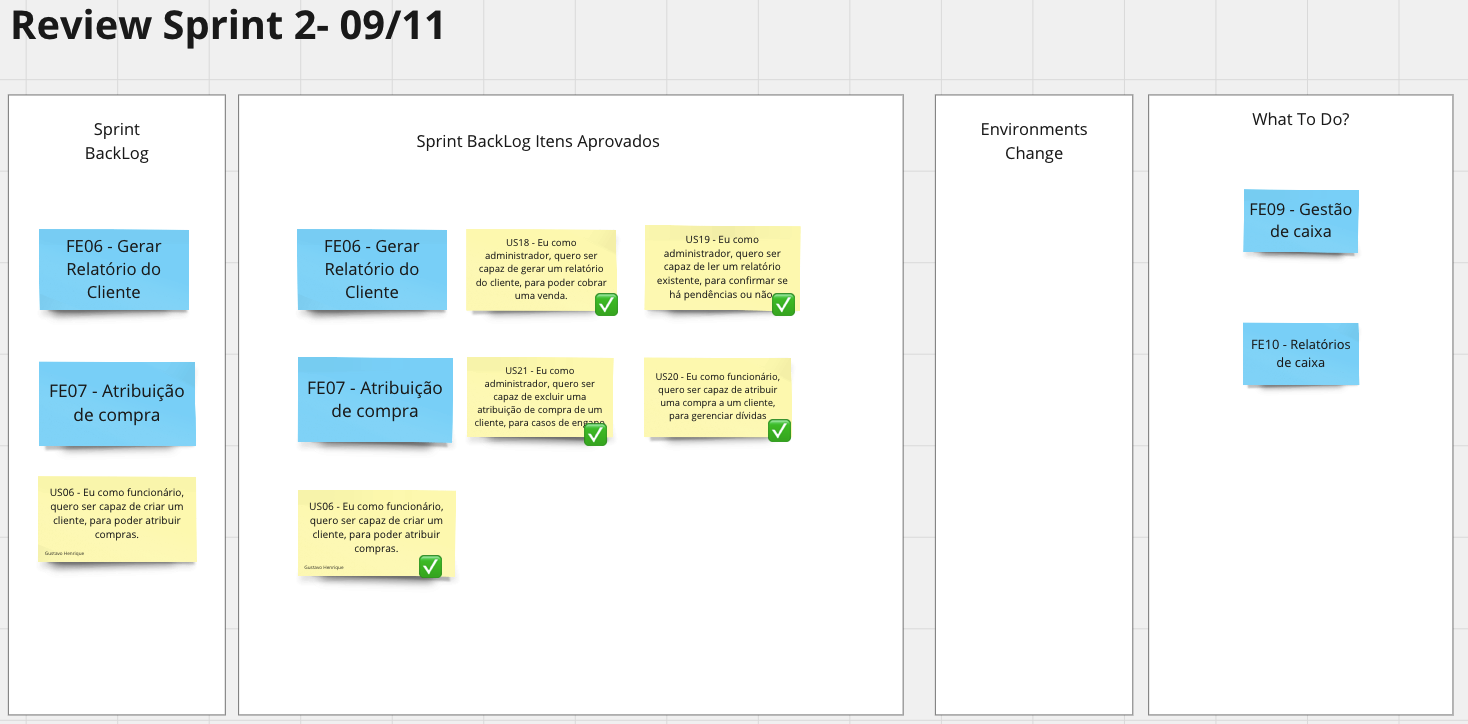 Review Sprint 2- 09/11
Sprint
BackLog
FE06 - Gerar
Relatório do
Cliente
FE07 - Atribuição
de compra
US06 - Eu como funcionário,
quero ser capaz de criar um
cliente, para poder atribuir
compras.
Gustavo Henrique
Sprint BackLog Itens Aprovados
FE06 - Gerar
Relatório do
Cliente
US18 - Eu como
administrador, quero ser
capaz de gerar um relatório
do cliente, para poder cobrar
uma venda.
US19 - Eu como
administrador, quero ser
capaz de ler um relatório
existente, para confirmar se
há pendências ou não
FE07 - Atribuição
de compra
US21 - Eu como
administrador, quero ser
capaz de excluir uma
atribuição de compra de um
cliente, para casos de engano
US20 - Eu como funcionário,
quero ser capaz de atribuir
uma compra a um cliente,
para gerenciar dívidas
US06 - Eu como funcionário,
quero ser capaz de criar um
cliente, para poder atribuir
compras.
Gustavo Henrique
Environments
Change
What To Do?
FE09 - Gestão
de caixa
FE10 - Relatórios
de caixa